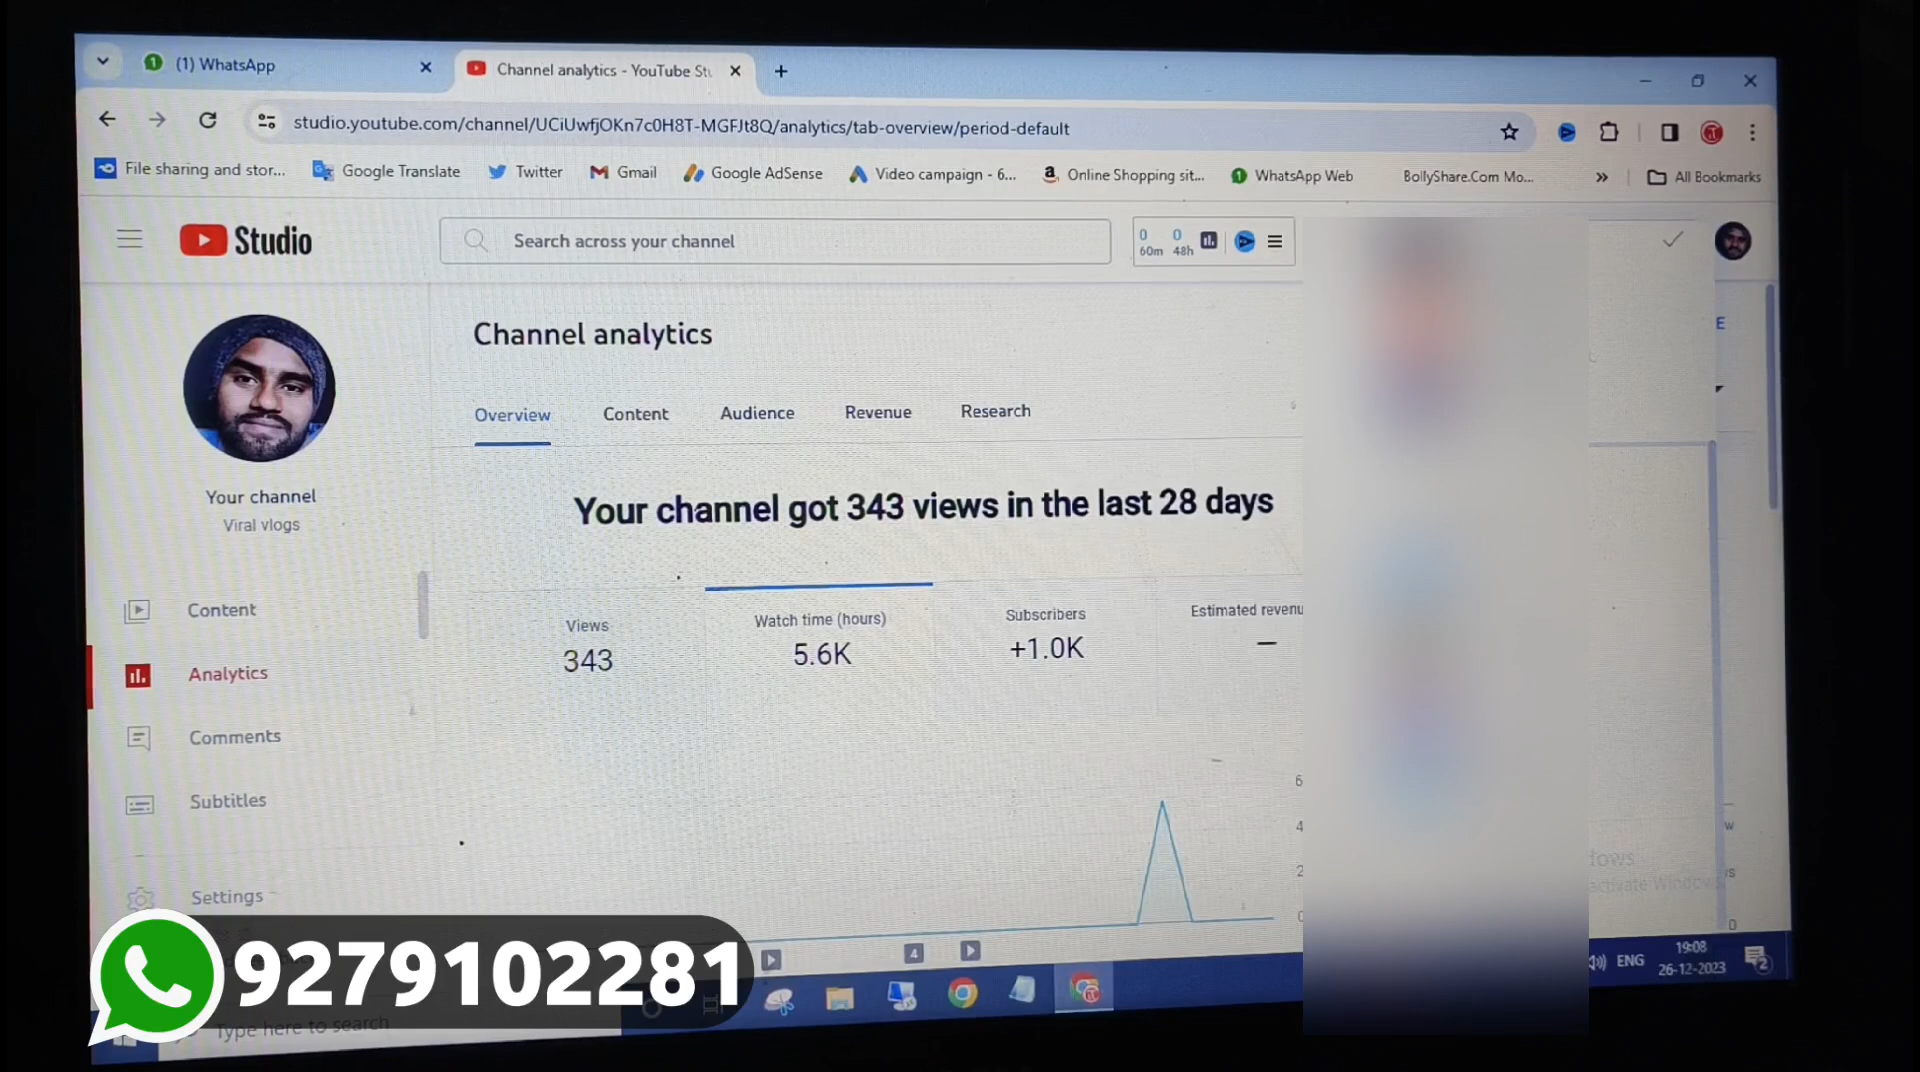 (1) WhatsApp
Channel analytics - YouTube Stu
studio.youtube.com/channel/UCiUwfjOKn7c0H8T-MGFJt8Q/analytics/tab-overview/period-default
File sharing and stor...
Google Translate
Twitter
Gmail
Google AdSense
Video campaign - 6...
Online Shopping sit...
WhatsApp Web
BollyShare.Com Mo...
»
All Bookmarks
Studio
Search across your channel
0 0
60m 48h
Channel analytics
E
Overview
Content
Audience
Revenue
Research
Your channel
Viral vlogs
Your channel got 343 views in the last 28 days
Content
Analytics
Comments
Subtitles
Settings
Views
343
Watch time (hours)
5.6K
Subscribers
+1.0K
Estimated revenu
—
6
4
2
0
4
9279102281
Type here to search
ENG
19:08
26-12-2023
2